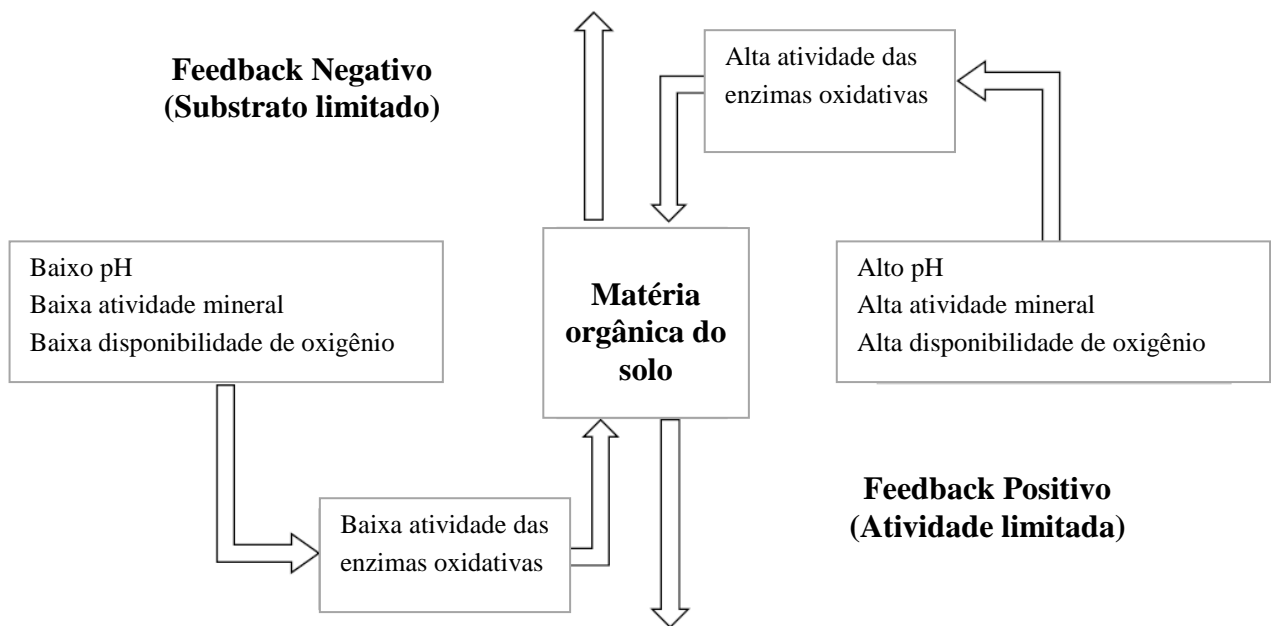 Feedback Negativo
(Substrato limitado)
Alta atividade das
enzimas oxidativas
Baixo pH
Baixa atividade mineral
Baixa disponibilidade de oxigênio
Matéria
orgânica do
solo
Alto pH
Alta atividade mineral
Alta disponibilidade de oxigênio
Baixa atividade das
enzimas oxidativas
Feedback Positivo
(Atividade limitada)